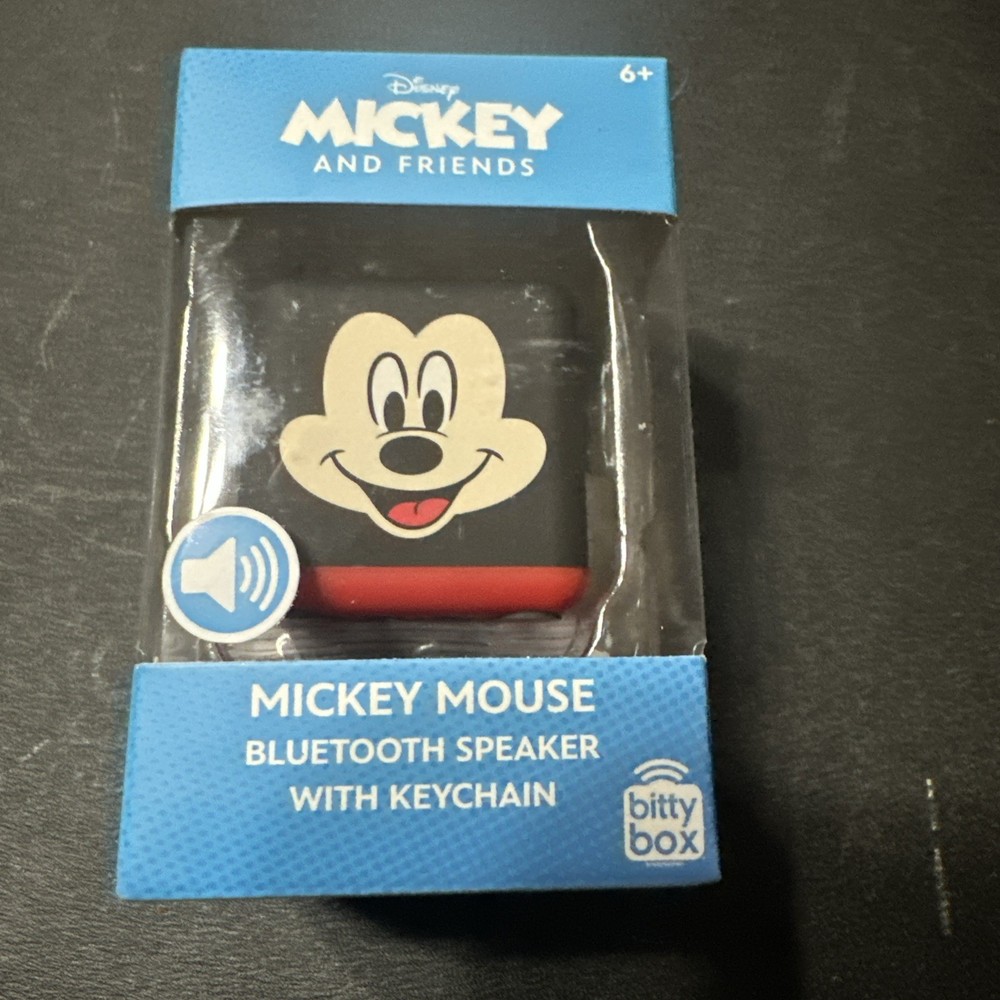 6+
Disney
MICKEY
AND FRIENDS
MICKEY MOUSE
BLUETOOTH SPEAKER
WITH KEYCHAIN
bitty
box